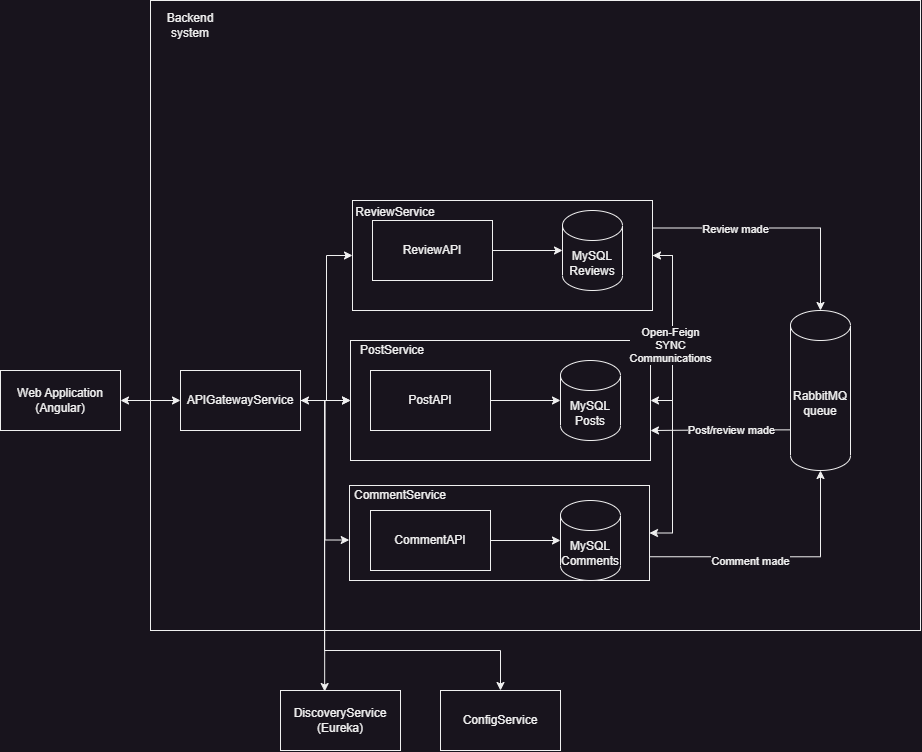 Backend
system
ReviewService
ReviewAPI
MySQL
Reviews
Review made
Open-Feign
SYNC
Communications
PostService
PostAPI
MySQL
Posts
Web Application
(Angular)
APIGatewayService
RabbitMQ
queue
Post/review made
CommentService
CommentAPI
MySQL
Comments
Comment made
DiscoveryService
(Eureka)
ConfigService